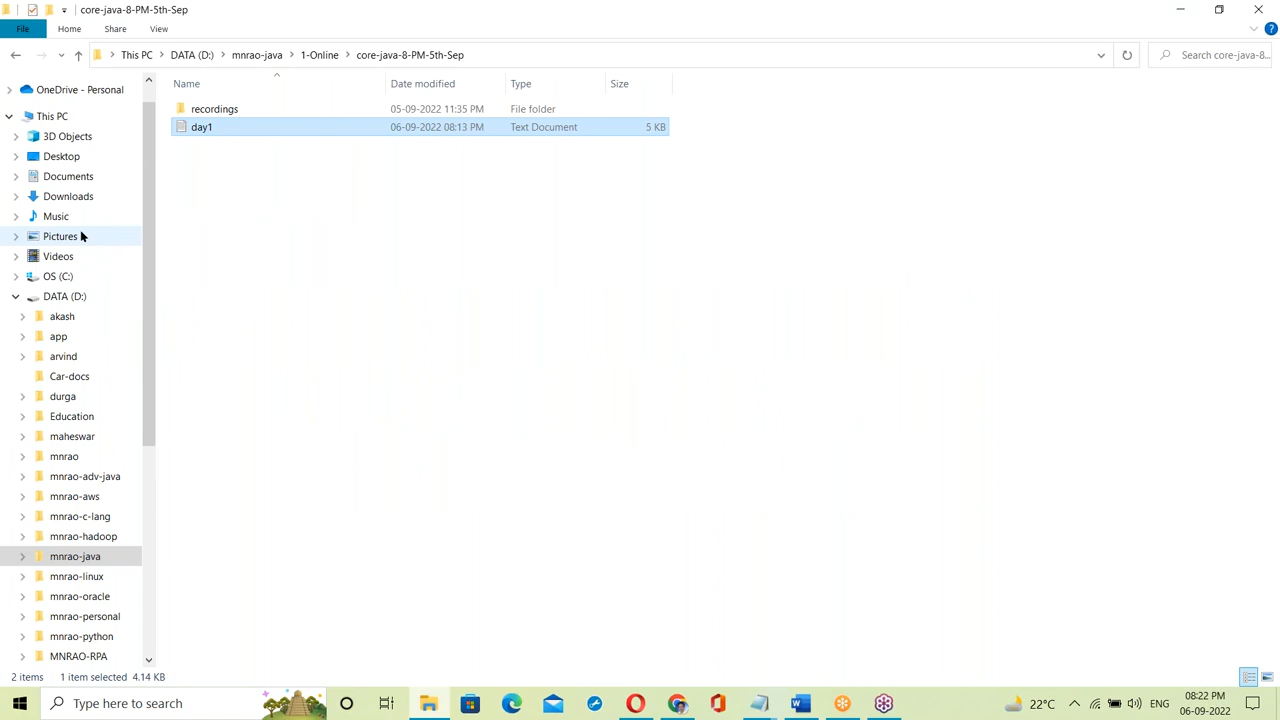 core-java-8-PM-5th-Sep
File Home Share View
This PC DATA (D:) mnrao-java 1-Online core-java-8-PM-5th-Sep
Search core-java-8...
Name Date modified Type Size
recordings 05-09-2022 11:35 PM File folder
day1 06-09-2022 08:13 PM Text Document 5 KB
OneDrive - Personal
This PC
3D Objects
Desktop
Documents
Downloads
Music
Pictures
Videos
OS (C:)
DATA (D:)
akash
app
arvind
Car-docs
durga
Education
maheswar
mnrao
mnrao-adv-java
mnrao-aws
mnrao-c-lang
mnrao-hadoop
mnrao-java
mnrao-linux
mnrao-oracle
mnrao-personal
mnrao-python
MNRAO-RPA
2 items 1 item selected 4.14 KB
Type here to search
22°C
ENG
08:22 PM
06-09-2022